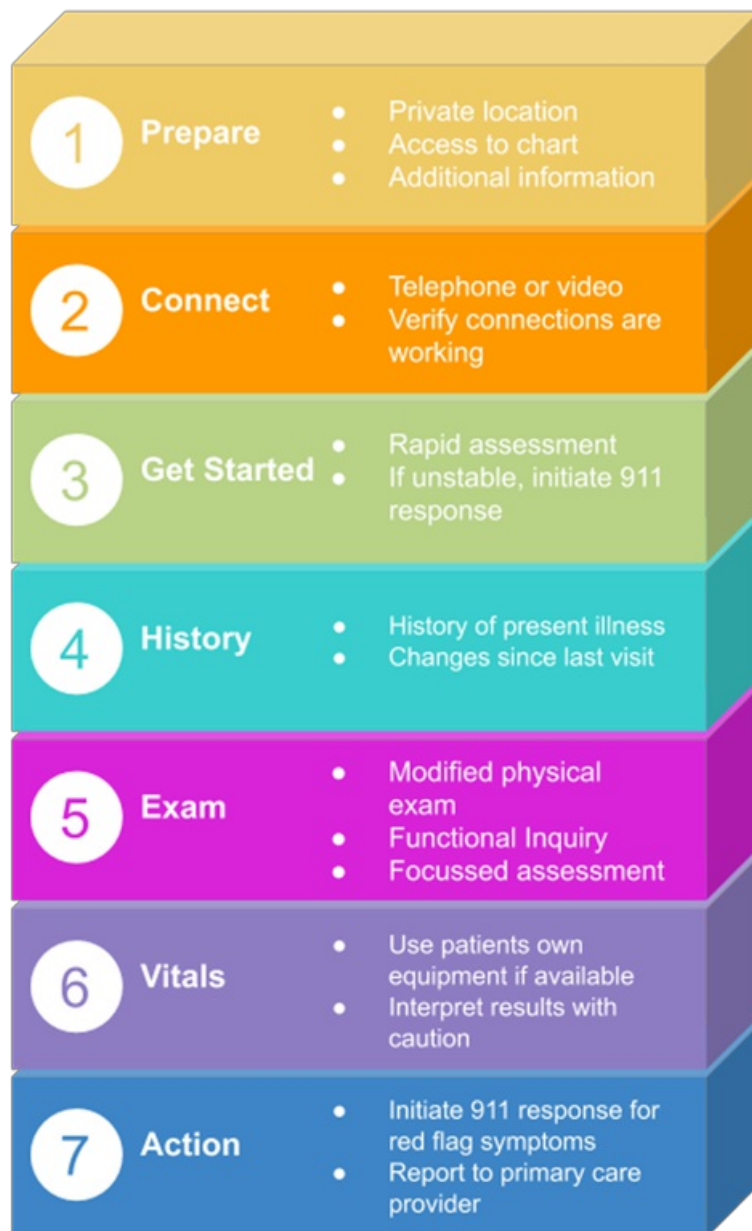 1
Prepare
● Private location
● Access to chart
● Additional information
2
Connect
● Telephone or video
● Verify connections are
working
3
Get Started
● Rapid assessment
● If unstable, initiate 911
response
4
History
● History of present illness
● Changes since last visit
5
Exam
● Modified physical
exam
● Functional Inquiry
● Focussed assessment
6
Vitals
● Use patients own
equipment if available
● Interpret results with
caution
7
Action
● Initiate 911 response for
red flag symptoms
● Report to primary care
provider